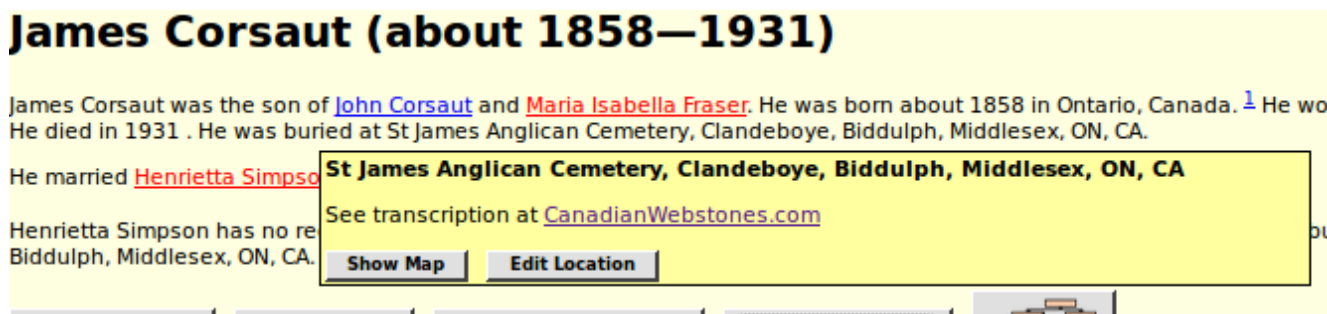 James Corsaut (about 1858—1931)
James Corsaut was the son of John Corsaut and Maria Isabella Fraser. He was born about 1858 in Ontario, Canada. 1 He wo
He died in 1931 . He was buried at St James Anglican Cemetery, Clandeboye, Biddulph, Middlesex, ON, CA.
He married Henrietta Simpso
St James Anglican Cemetery, Clandeboye, Biddulph, Middlesex, ON, CA
See transcription at CanadianWebstones.com
Henrietta Simpson has no re
Biddulph, Middlesex, ON, CA.
Show Map Edit Location